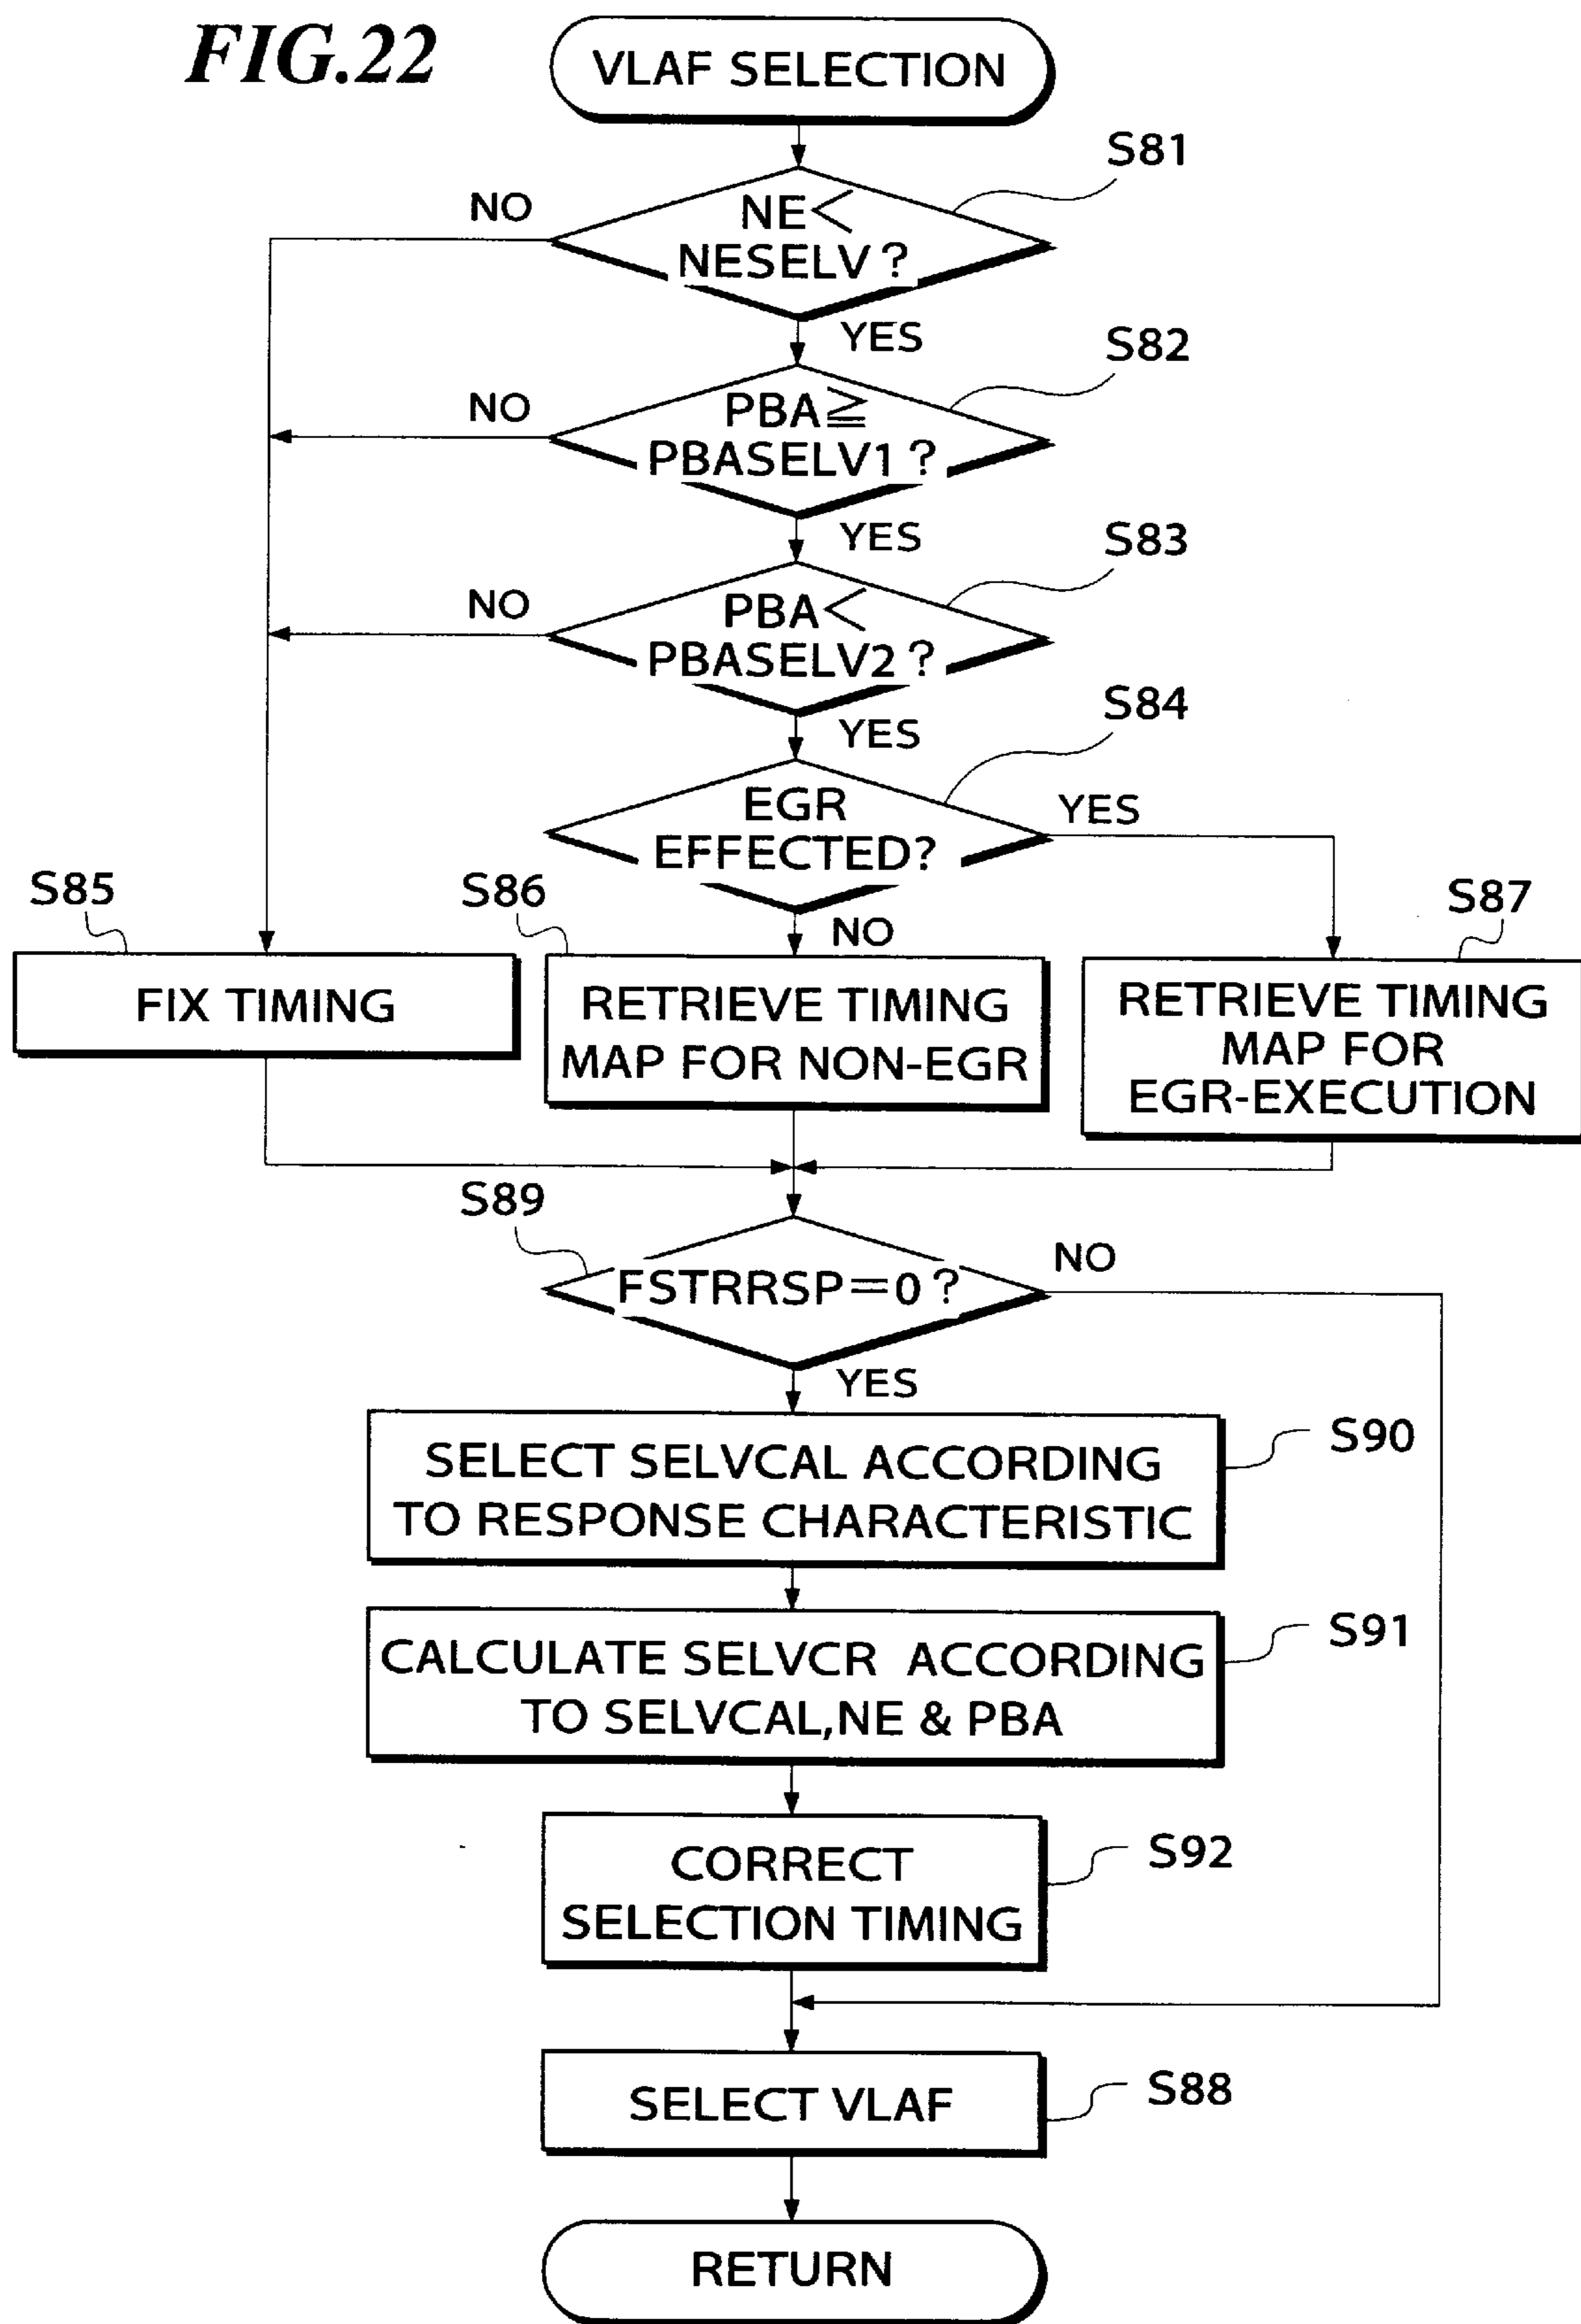 FIG.22
VLAF SELECTION
S81
NO
NE<
NESELV?
YES
S82
NO
PBA≧
PBASELV1?
YES
S83
NO
PBA<
PBASELV2?
YES
S84
EGR
EFFECTED?
YES
NO
S85
FIX TIMING
S86
RETRIEVE TIMING
MAP FOR NON-EGR
S87
RETRIEVE TIMING
MAP FOR
EGR-EXECUTION
S89
FSTRRSP=0?
NO
YES
SELECT SELVCAL ACCORDING
TO RESPONSE CHARACTERISTIC
S90
CALCULATE SELVCR ACCORDING
TO SELVCAL,NE & PBA
S91
CORRECT
SELECTION TIMING
S92
SELECT VLAF
S88
RETURN